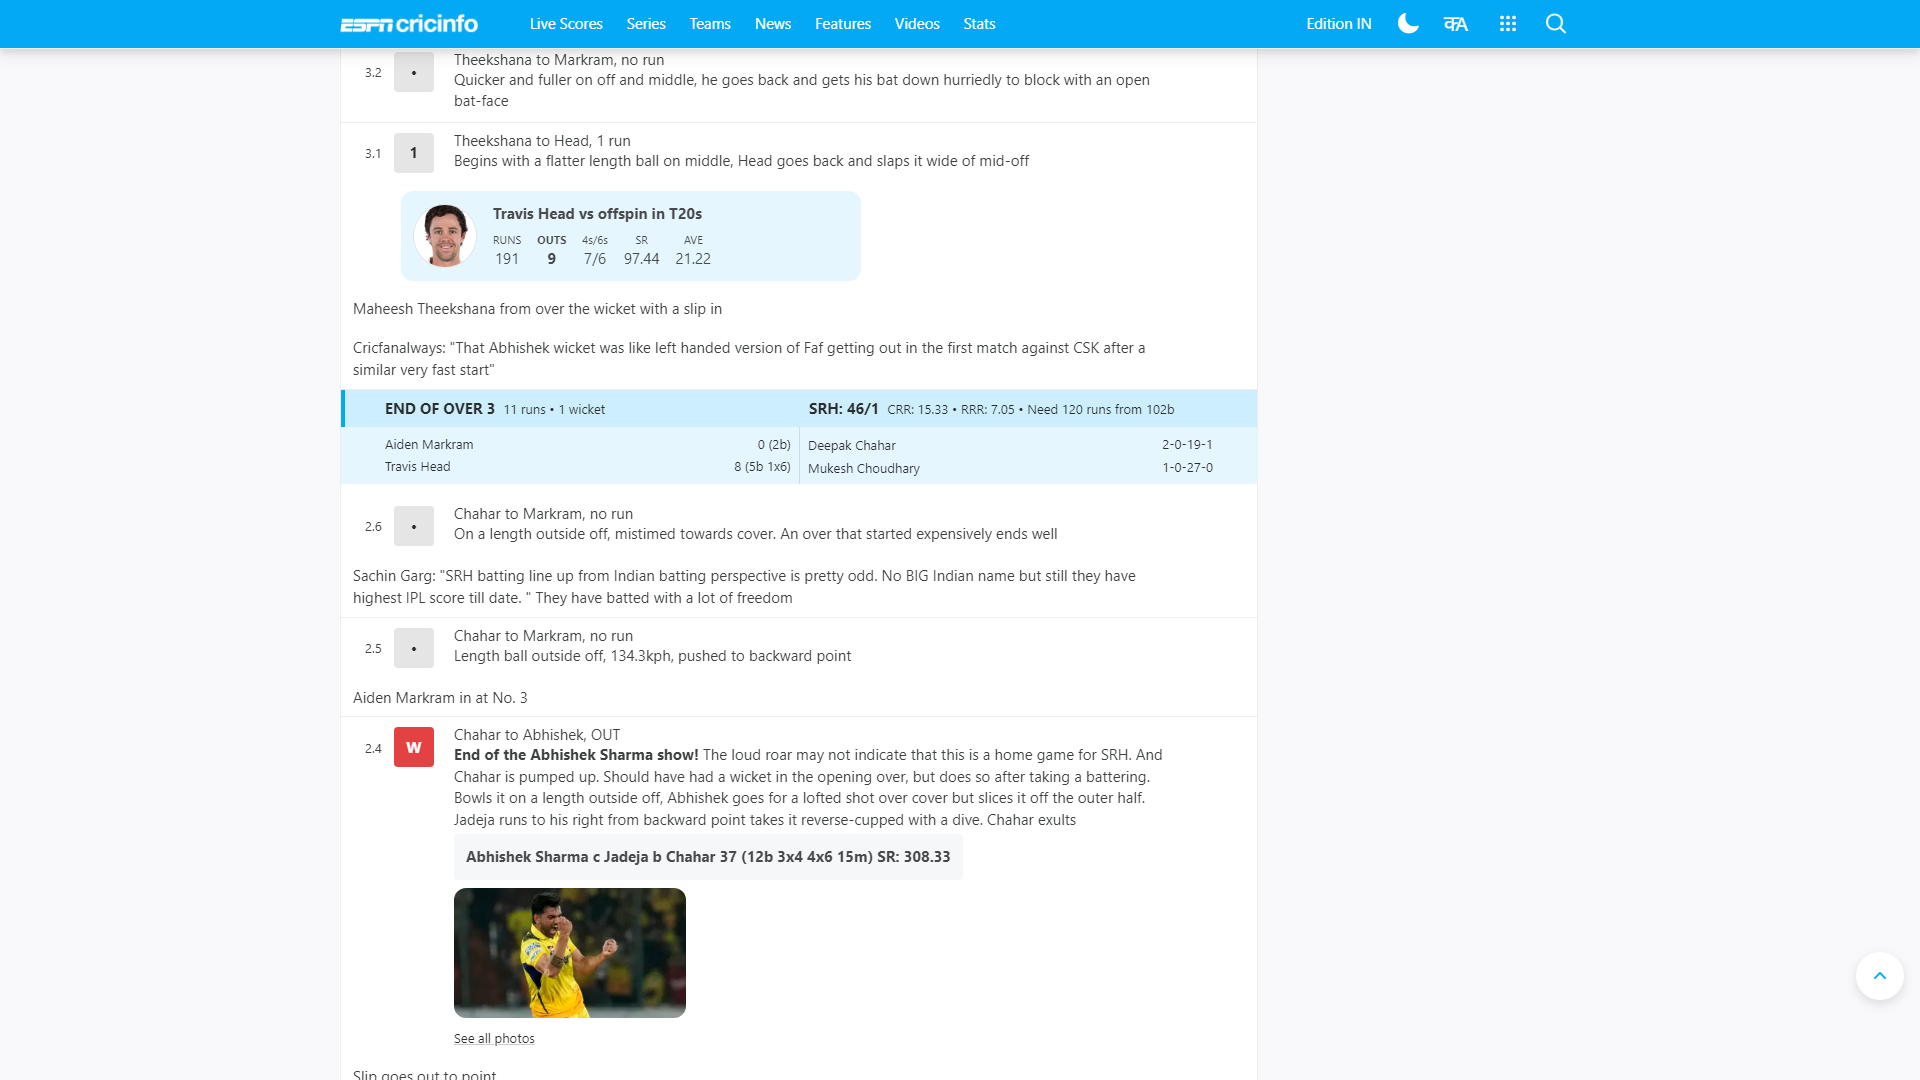 ESPN cricinfo Live Scores Series Teams News Features Videos Stats Edition IN क A
3.2 • Theekshana to Markram, no run
Quicker and fuller on off and middle, he goes back and gets his bat down hurriedly to block with an open
bat-face
3.1 1 Theekshana to Head, 1 run
Begins with a flatter length ball on middle, Head goes back and slaps it wide of mid-off
Travis Head vs offspin in T20s
RUNS OUTS 4s/6s SR AVE
191 9 7/6 97.44 21.22
Maheesh Theekshana from over the wicket with a slip in
Cricfanalways: "That Abhishek wicket was like left handed version of Faf getting out in the first match against CSK after a
similar very fast start"
END OF OVER 3 11 runs • 1 wicket SRH: 46/1 CRR: 15.33 • RRR: 7.05 • Need 120 runs from 102b
Aiden Markram 0 (2b) Deepak Chahar 2-0-19-1
Travis Head 8 (5b 1x6) Mukesh Choudhary 1-0-27-0
2.6 • Chahar to Markram, no run
On a length outside off, mistimed towards cover. An over that started expensively ends well
Sachin Garg: "SRH batting line up from Indian batting perspective is pretty odd. No BIG Indian name but still they have
highest IPL score till date. " They have batted with a lot of freedom
2.5 • Chahar to Markram, no run
Length ball outside off, 134.3kph, pushed to backward point
Aiden Markram in at No. 3
2.4 W Chahar to Abhishek, OUT
End of the Abhishek Sharma show! The loud roar may not indicate that this is a home game for SRH. And
Chahar is pumped up. Should have had a wicket in the opening over, but does so after taking a battering.
Bowls it on a length outside off, Abhishek goes for a lofted shot over cover but slices it off the outer half.
Jadeja runs to his right from backward point takes it reverse-cupped with a dive. Chahar exults
Abhishek Sharma c Jadeja b Chahar 37 (12b 3x4 4x6 15m) SR: 308.33
See all photos
Slip goes out to point